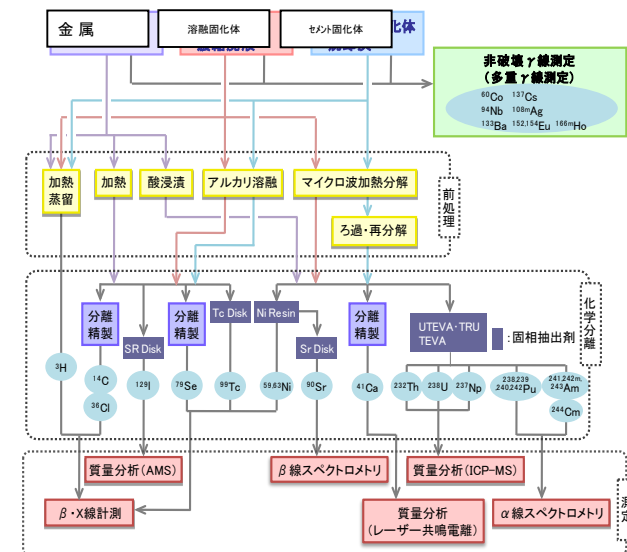 金 属
溶融固化体
セメント固化体
化体
非破壊γ線測定
(多重γ線測定)
⁶⁰Co ¹³⁷Cs
⁹⁴Nb ¹⁰⁸ᵐAg
¹³³Ba ¹⁵²,¹⁵⁴Eu ¹⁶⁶ᵐHo
加熱
蒸留
加熱
酸浸漬
アルカリ溶融
マイクロ波加熱分解
ろ過・再分解
前処理
分離
精製
SR Disk
分離
精製
Tc Disk
Ni Resin
Sr Disk
分離
精製
UTEVA・TRU
TEVA
:固相抽出剤
化学分離
³H
¹⁴C
³⁶Cl
¹²⁹I
⁷⁹Se
⁹⁹Tc
⁵⁹,⁶³Ni
⁹⁰Sr
⁴¹Ca
²³²Th
²³⁸U
²³⁷Np
²³⁸,²³⁹
²⁴⁰,²⁴²Pu
²⁴¹,²⁴²ᵐ,
²⁴³Am
²⁴⁴Cm
質量分析(AMS)
β線スペクトロメトリ
質量分析(ICP-MS)
β・X線計測
質量分析
(レーザー共鳴電離)
α線スペクトロメトリ
測定